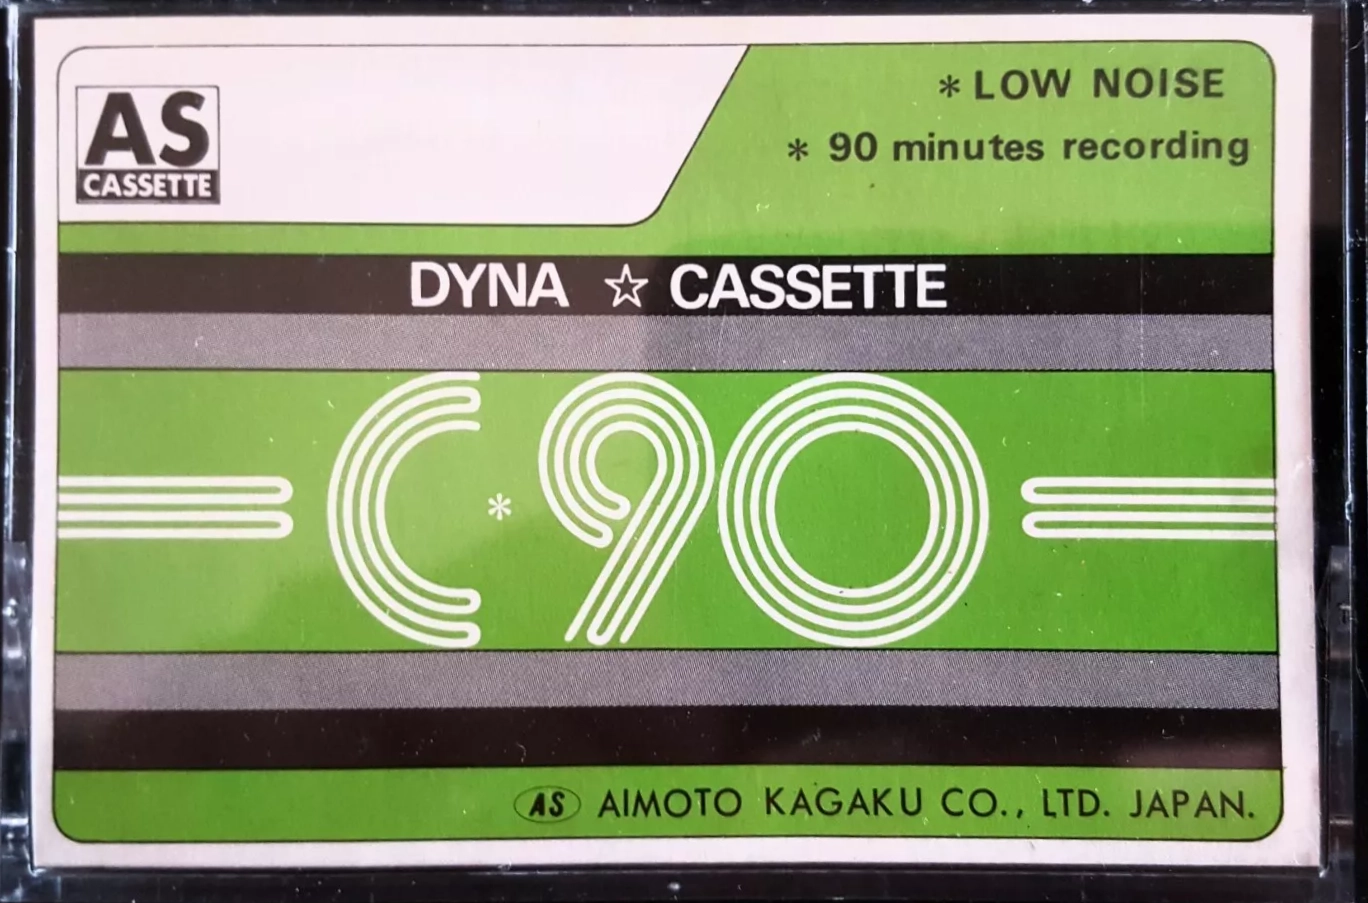 AS
CASSETTE
* LOW NOISE
* 90 minutes recording
DYNA ☆ CASSETTE
C*90
AS AIMOTO KAGAKU CO., LTD. JAPAN.